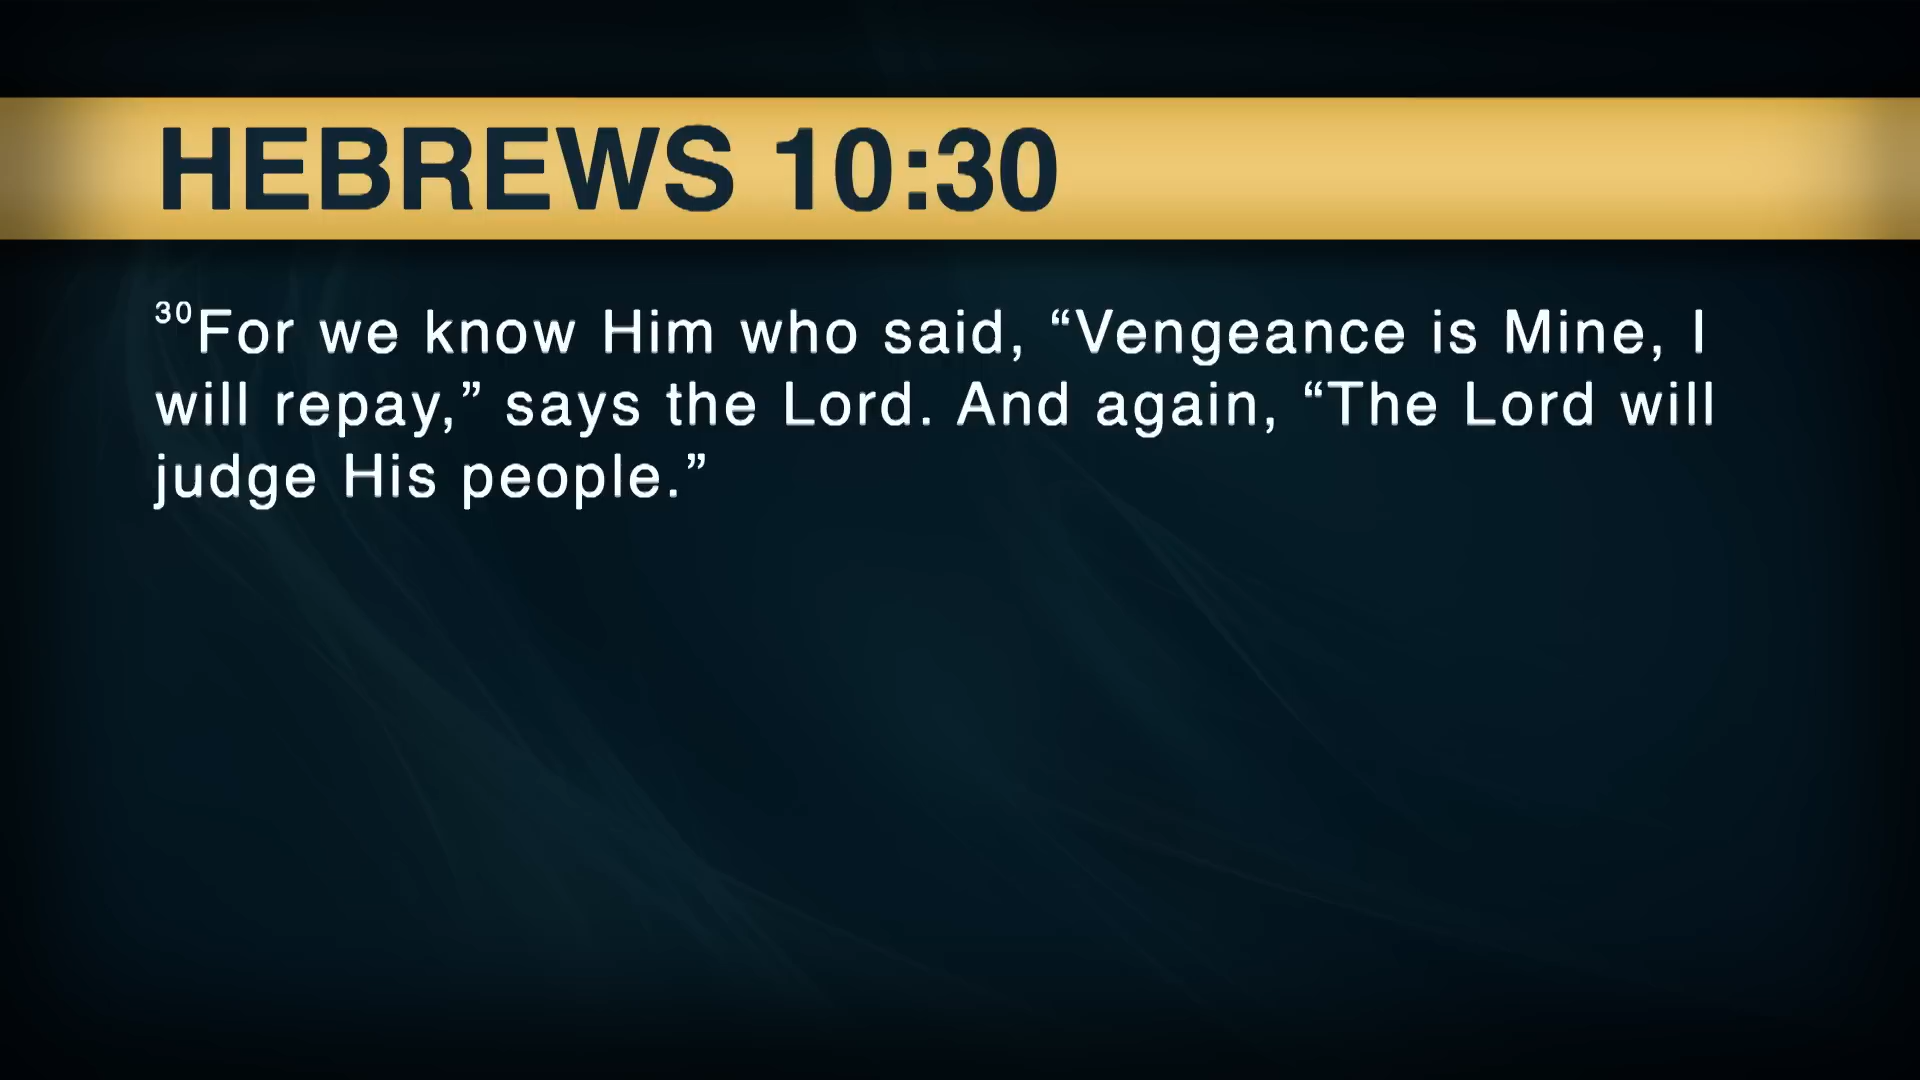 HEBREWS 10:30
30For we know Him who said, “Vengeance is Mine, I
will repay,” says the Lord. And again, “The Lord will
judge His people.”